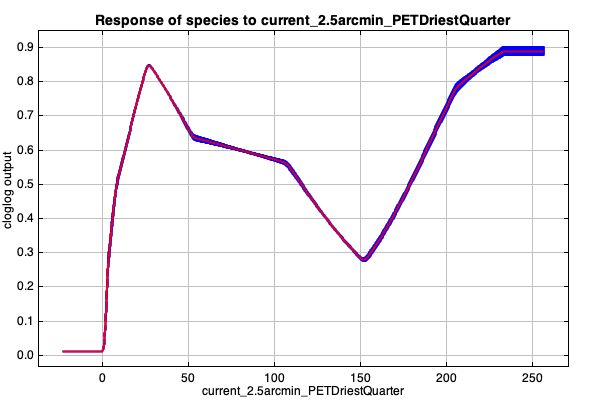 Response of species to current_2.5arcmin_PETDriestQuarter
0.9
0.8
0.7
0.6
0.5
0.4
0.3
0.2
0.1
0.0
cloglog output
0 50 100 150 200 250
current_2.5arcmin_PETDriestQuarter